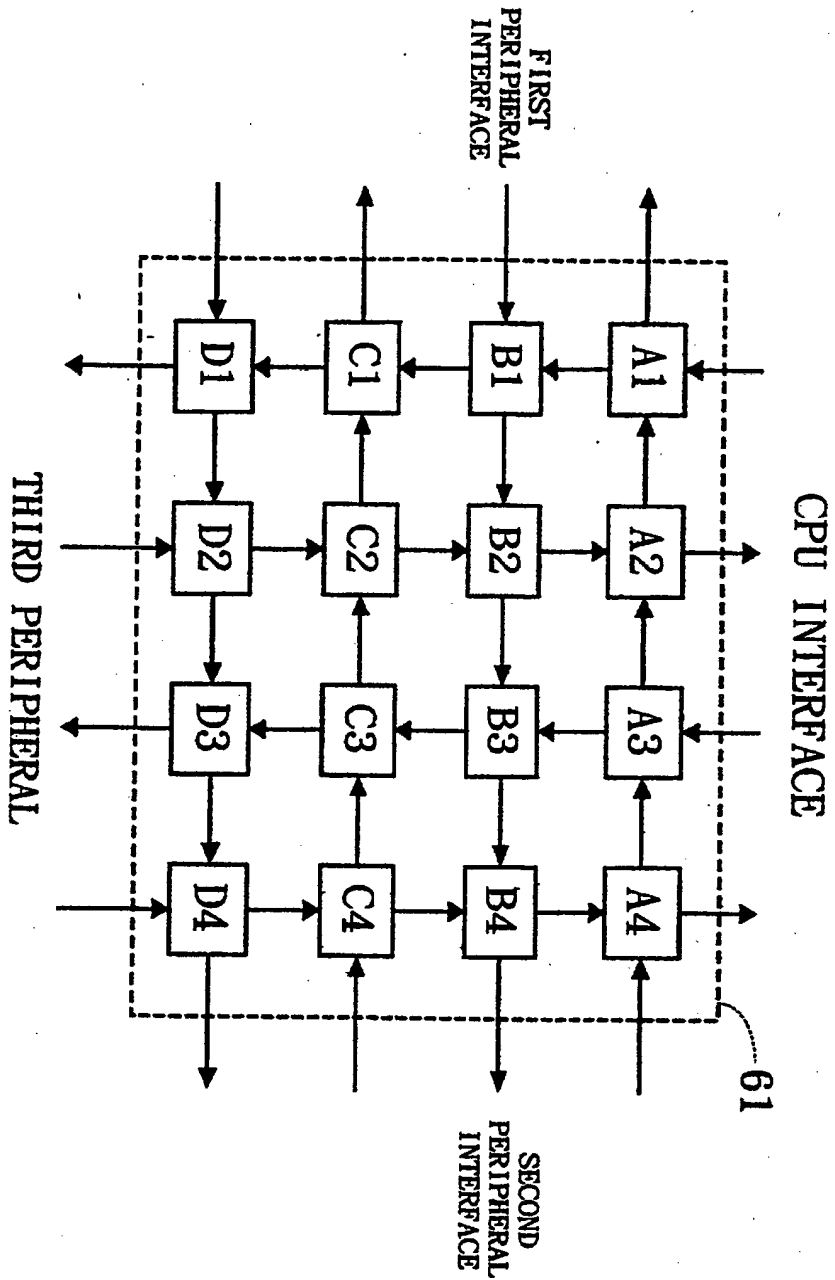 CPU INTERFACE
61
A1 A2 A3 A4
FIRST
PERIPHERAL
INTERFACE
B1 B2 B3 B4
SECOND
PERIPHERAL
INTERFACE
C1 C2 C3 C4
D1 D2 D3 D4
THIRD PERIPHERAL